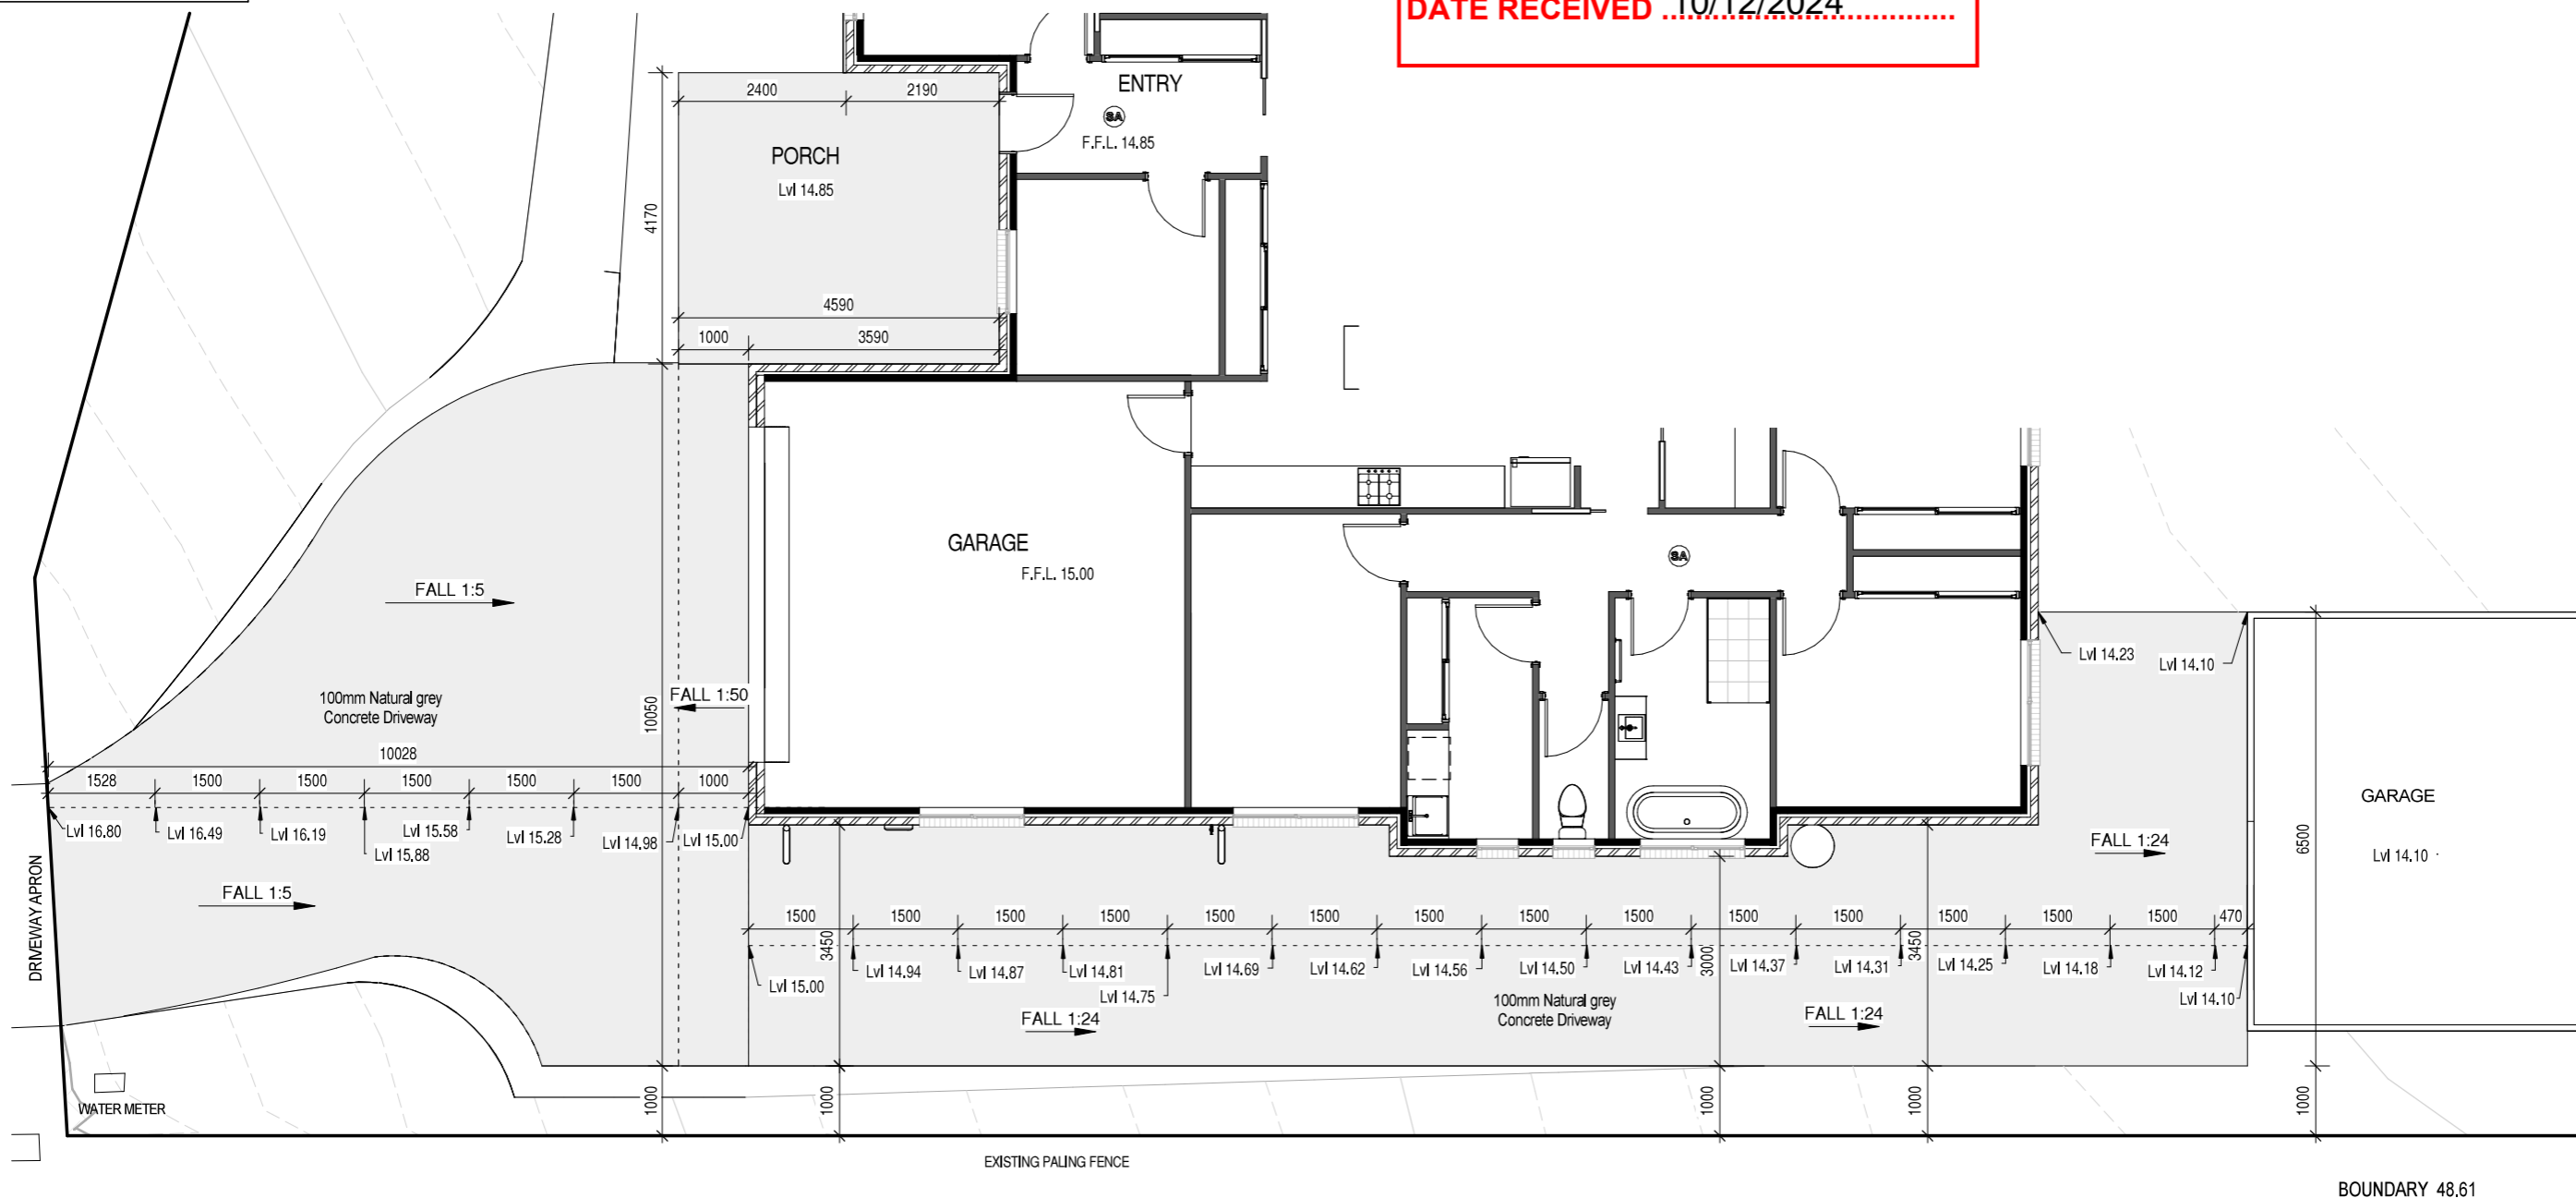 DATE RECEIVED ..10/12/2024....................
2400
2190
ENTRY
SA
F.F.L. 14.85
PORCH
Lvl 14.85
4170
4590
1000
3590
GARAGE
F.F.L. 15.00
SA
FALL 1:5
FALL 1:50
100mm Natural grey
Concrete Driveway
10050
10028
1528
1500
1500
1500
1500
1500
1000
Lvl 16.80
Lvl 16.49
Lvl 16.19
Lvl 15.88
Lvl 15.58
Lvl 15.28
Lvl 14.98
Lvl 15.00
Lvl 14.23
Lvl 14.10
GARAGE
Lvl 14.10
6500
FALL 1:24
DRIVEWAY APRON
FALL 1:5
1500
1500
1500
1500
1500
1500
1500
1500
1500
1500
1500
1500
1500
1500
470
3450
3000
3450
Lvl 15.00
Lvl 14.94
Lvl 14.87
Lvl 14.81
Lvl 14.75
Lvl 14.69
Lvl 14.62
Lvl 14.56
Lvl 14.50
Lvl 14.43
Lvl 14.37
Lvl 14.31
Lvl 14.25
Lvl 14.18
Lvl 14.12
Lvl 14.10
FALL 1:24
100mm Natural grey
Concrete Driveway
FALL 1:24
WATER METER
1000
1000
1000
1000
1000
EXISTING PALING FENCE
BOUNDARY 48.61